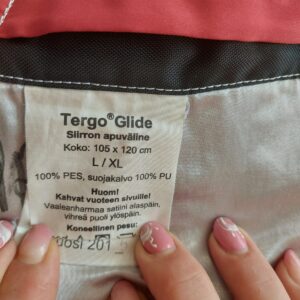 Tergo®Glide
Siirron apuväline
Koko: 105 x 120 cm
L / XL
100% PES, suojakalvo 100% PU
Huom!
Kahvat vuoteen sivuille!
Vaaleanharmaa satiini alaspäin,
vihreä puoli ylöspäin.
Koneellinen pesu: